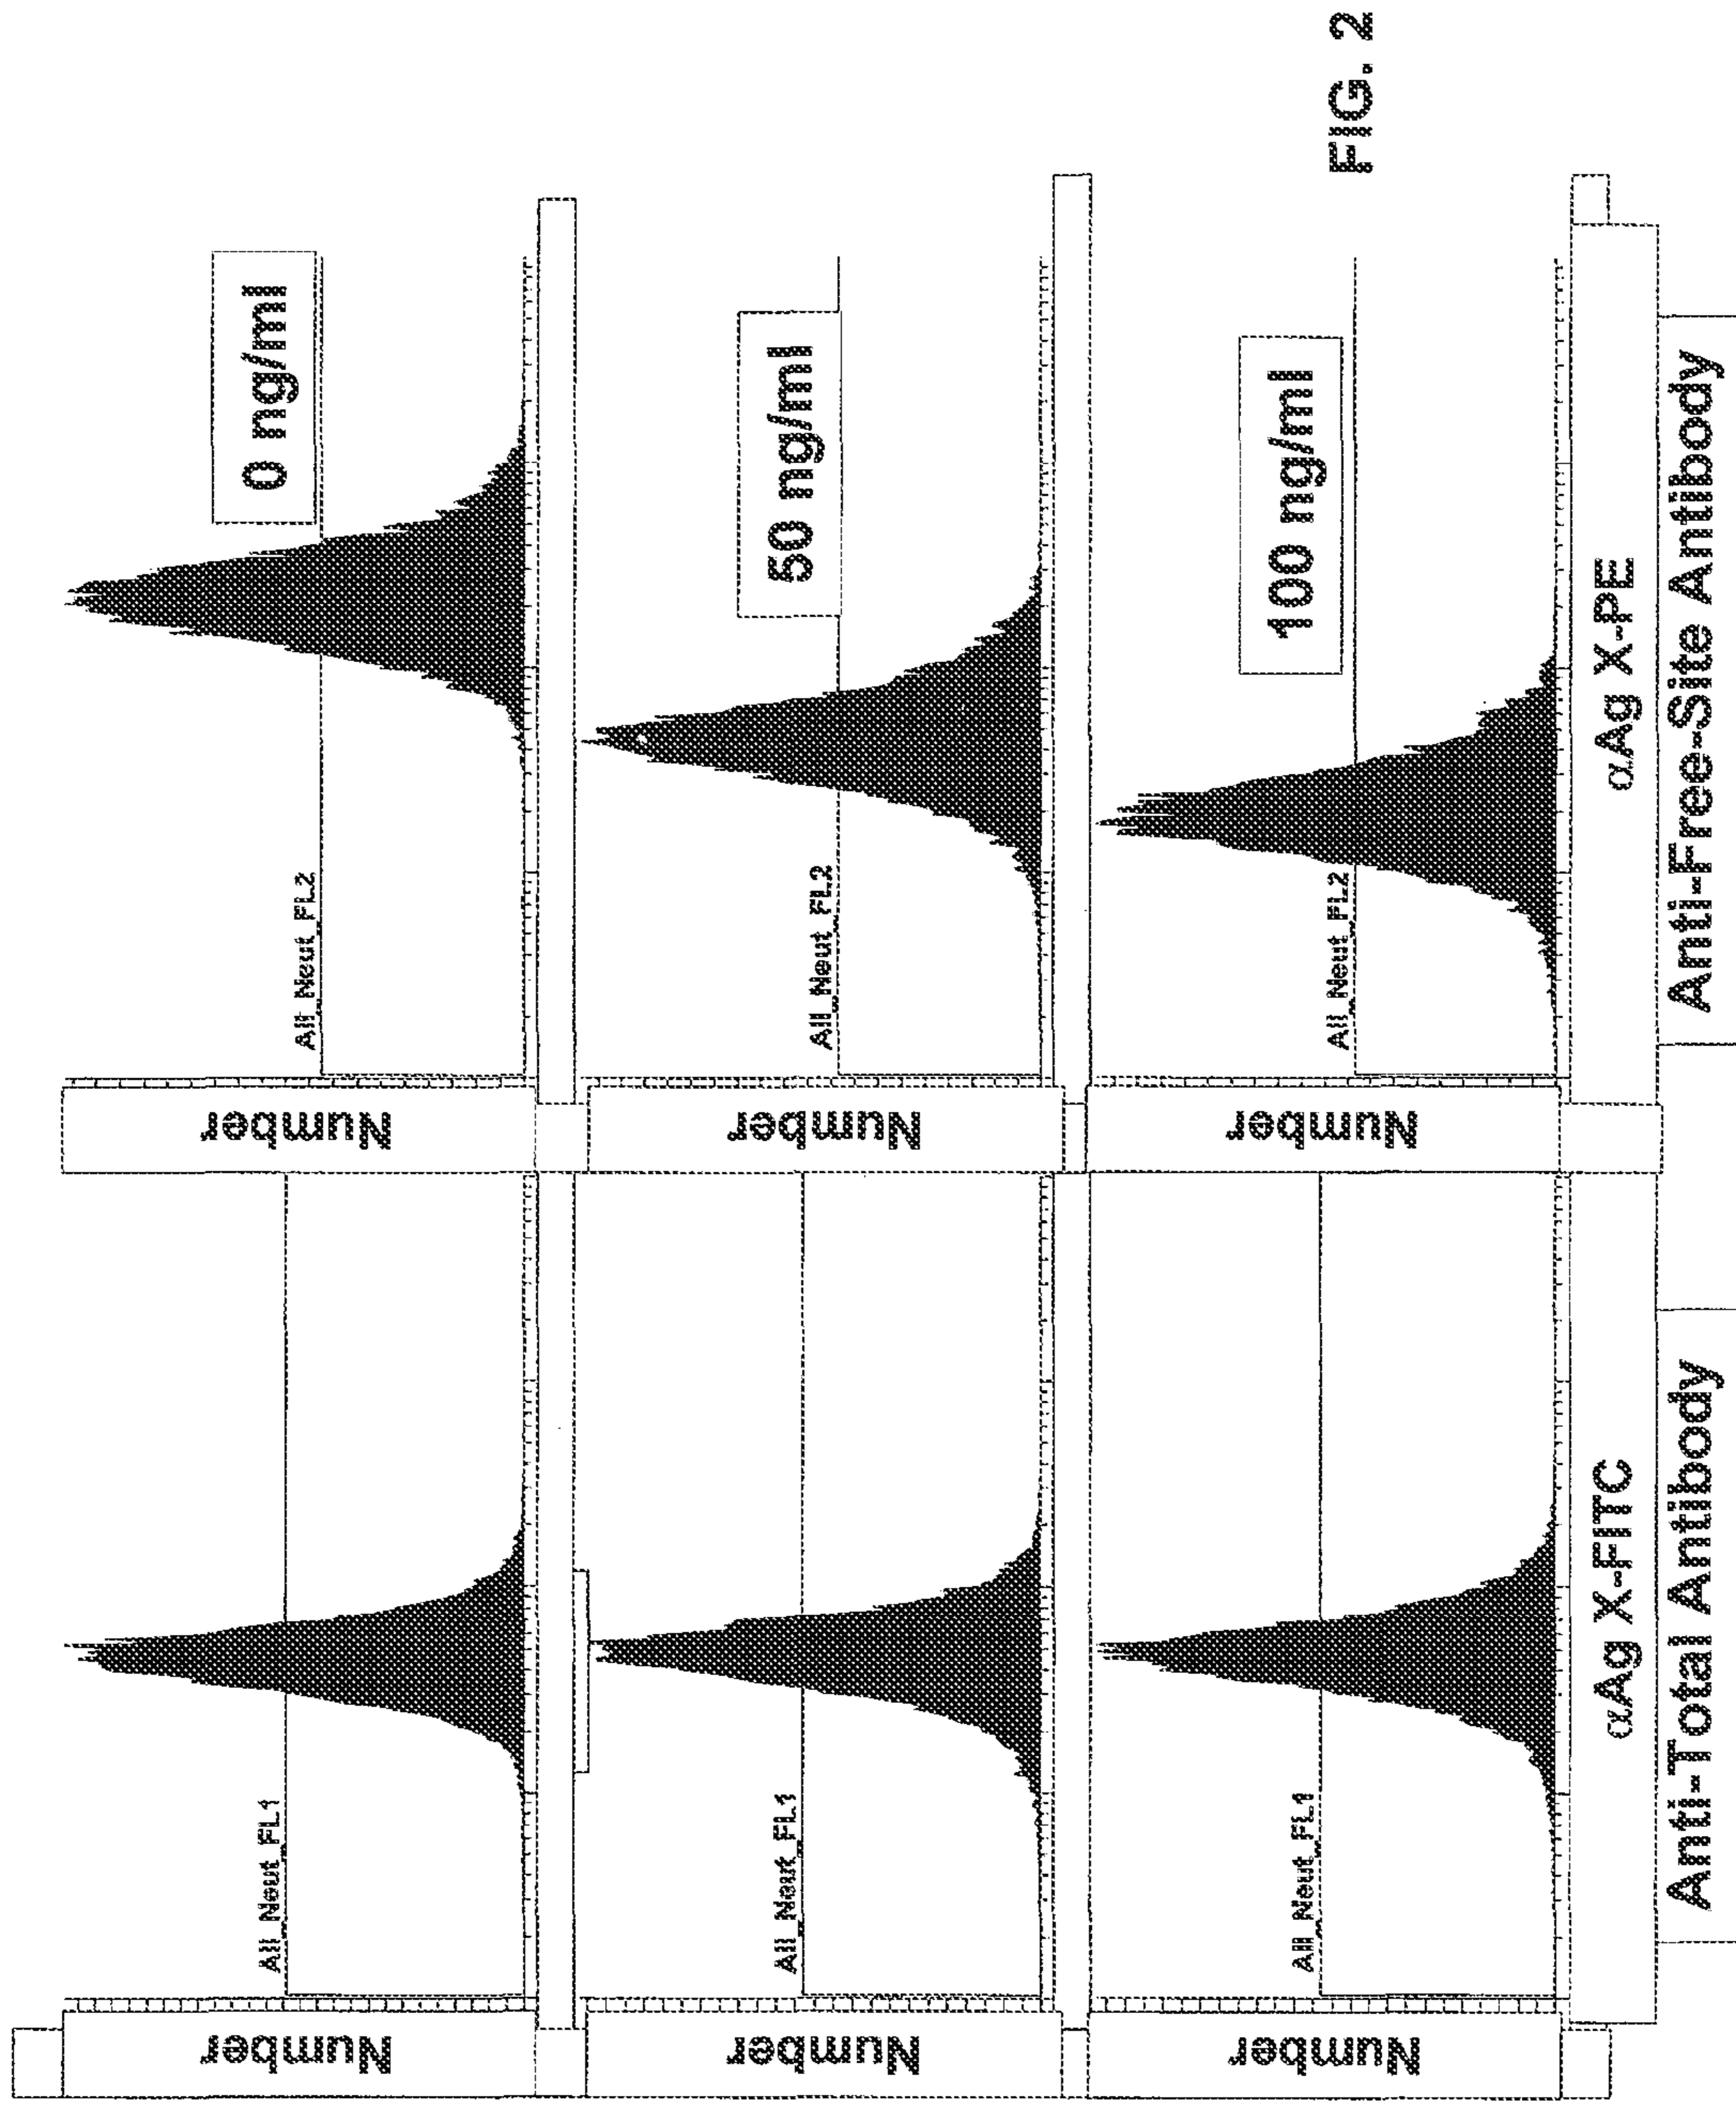 Number
All_Neut_FL1
Number
All_Neut_FL2
0 ng/ml
Number
All_Neut_FL1
Number
All_Neut_FL2
50 ng/ml
Number
All_Neut_FL1
Number
All_Neut_FL2
100 ng/ml
αAg X-FITC
αAg X-PE
Anti-Total Antibody
Anti-Free-Site Antibody
FIG. 2